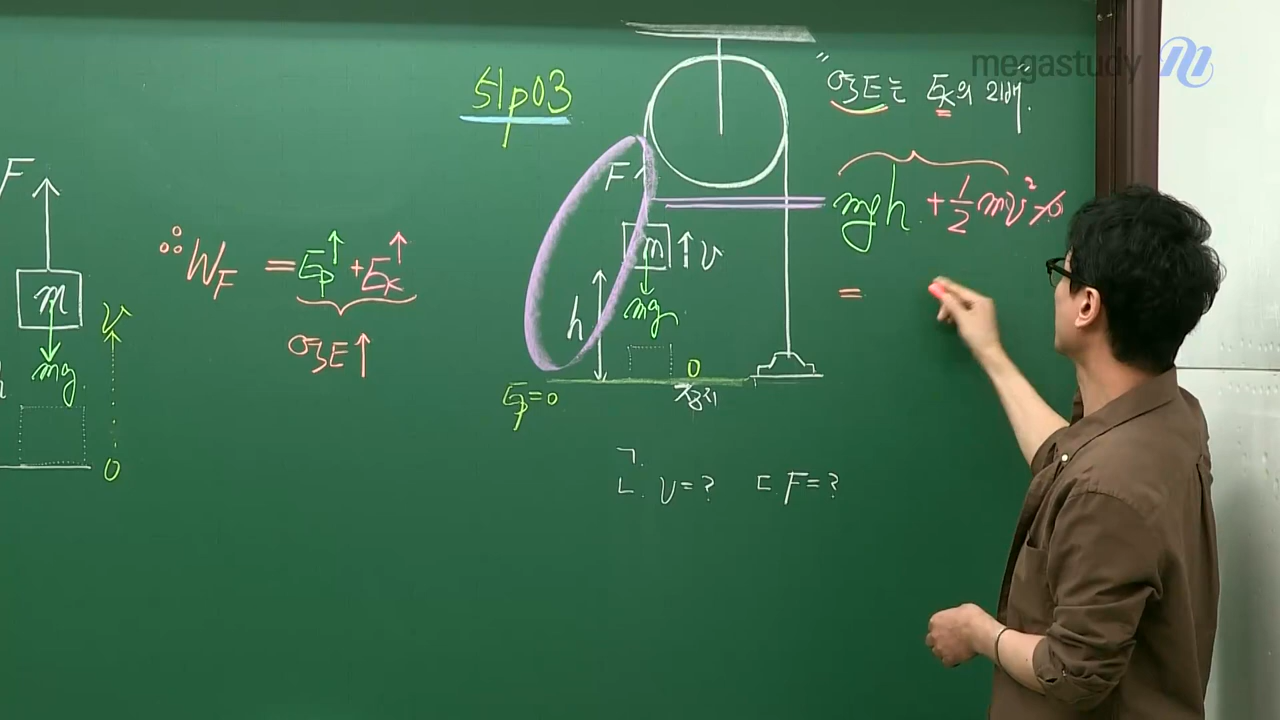 megastudy
51p03
"역E는 Ek의 2배"
F
F
mgh + ½mv² - 0
∴ W_F = Ep↑ + Ek↑
m
v
m
v
=
mg
역E↑
h
mg
0
Ep=0
정지
0
ㄱ.
ㄴ. v=? ㄷ. F=?